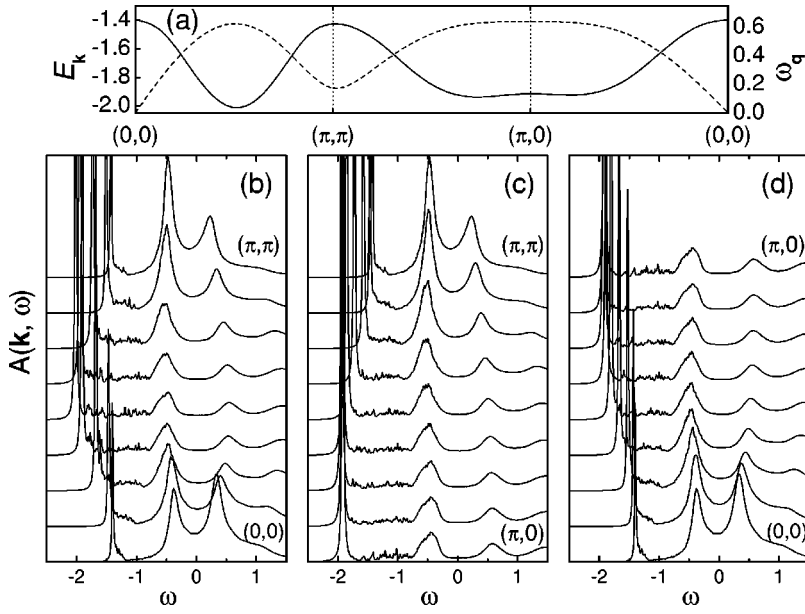 (a)
E_k
-1.4
-1.6
-1.8
-2.0
ω_q
0.6
0.4
0.2
0.0
(0,0) (π,π) (π,0) (0,0)
A(k, ω)
(b) (c) (d)
(π,π) (π,π) (π,0)
(0,0) (π,0) (0,0)
-2 -1 0 1 -2 -1 0 1 -2 -1 0 1
ω ω ω